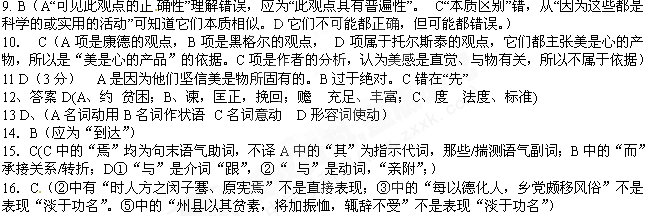 9. B（A“可见此观点的正确性”理解错误，应为“此观点具有普遍性”。 C“本质区别”错，从“因为这些都是
科学的或实用的活动”可知道它们本质相似。D 它们不可能都正确，但可能都错误。）
10. C（A 项是康德的观点，B 项是黑格尔的观点， D 项属于托尔斯泰的观点，它们都主张美是心的产
物，所以是“美是心的产品”的依据。C 项是作者的分析，认为美感是直觉、与物有关，所以不属于依据）
11 D（3 分） A 是因为他们坚信美是物所固有的。B 过于绝对。C 错在“先”
12、答案 D(A、约 贫困；B、谏，匡正，挽回；赡 充足、丰富；C、度 法度、标准)
13 D、（A 名词动用 B 名词作状语 C 名词意动 D 形容词使动）
14. B（应为“到达”）
15. C(C 中的“焉”均为句末语气助词，不译 A 中的“其”为指示代词，那些/揣测语气副词；B 中的“而”
承接关系/转折；D①“与”是介词“跟”，②“ 与”是动词，“亲附”；)
16. C.（②中有“时人方之闵子骞、原宪焉”不是直接表现；③中的“每以德化人，乡党颇移风俗”不是
表现“淡于功名”。⑤中的“州县以其贫素，将加振恤，辄辞不受”不是表现“淡于功名”）